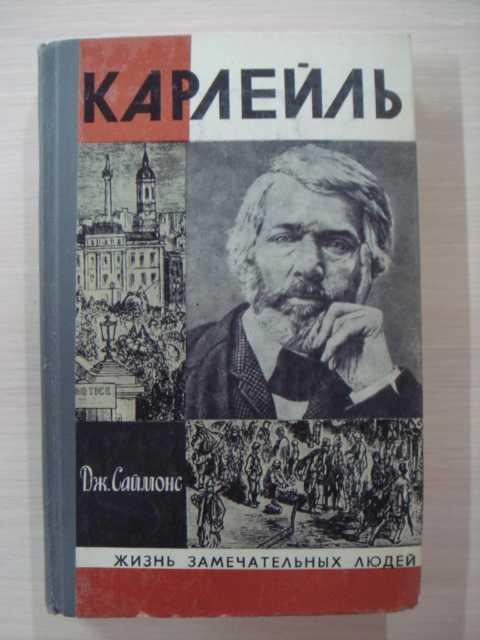 КАРЛЕЙЛЬ
Дж. Саймонс
ЖИЗНЬ ЗАМЕЧАТЕЛЬНЫХ ЛЮДЕЙ